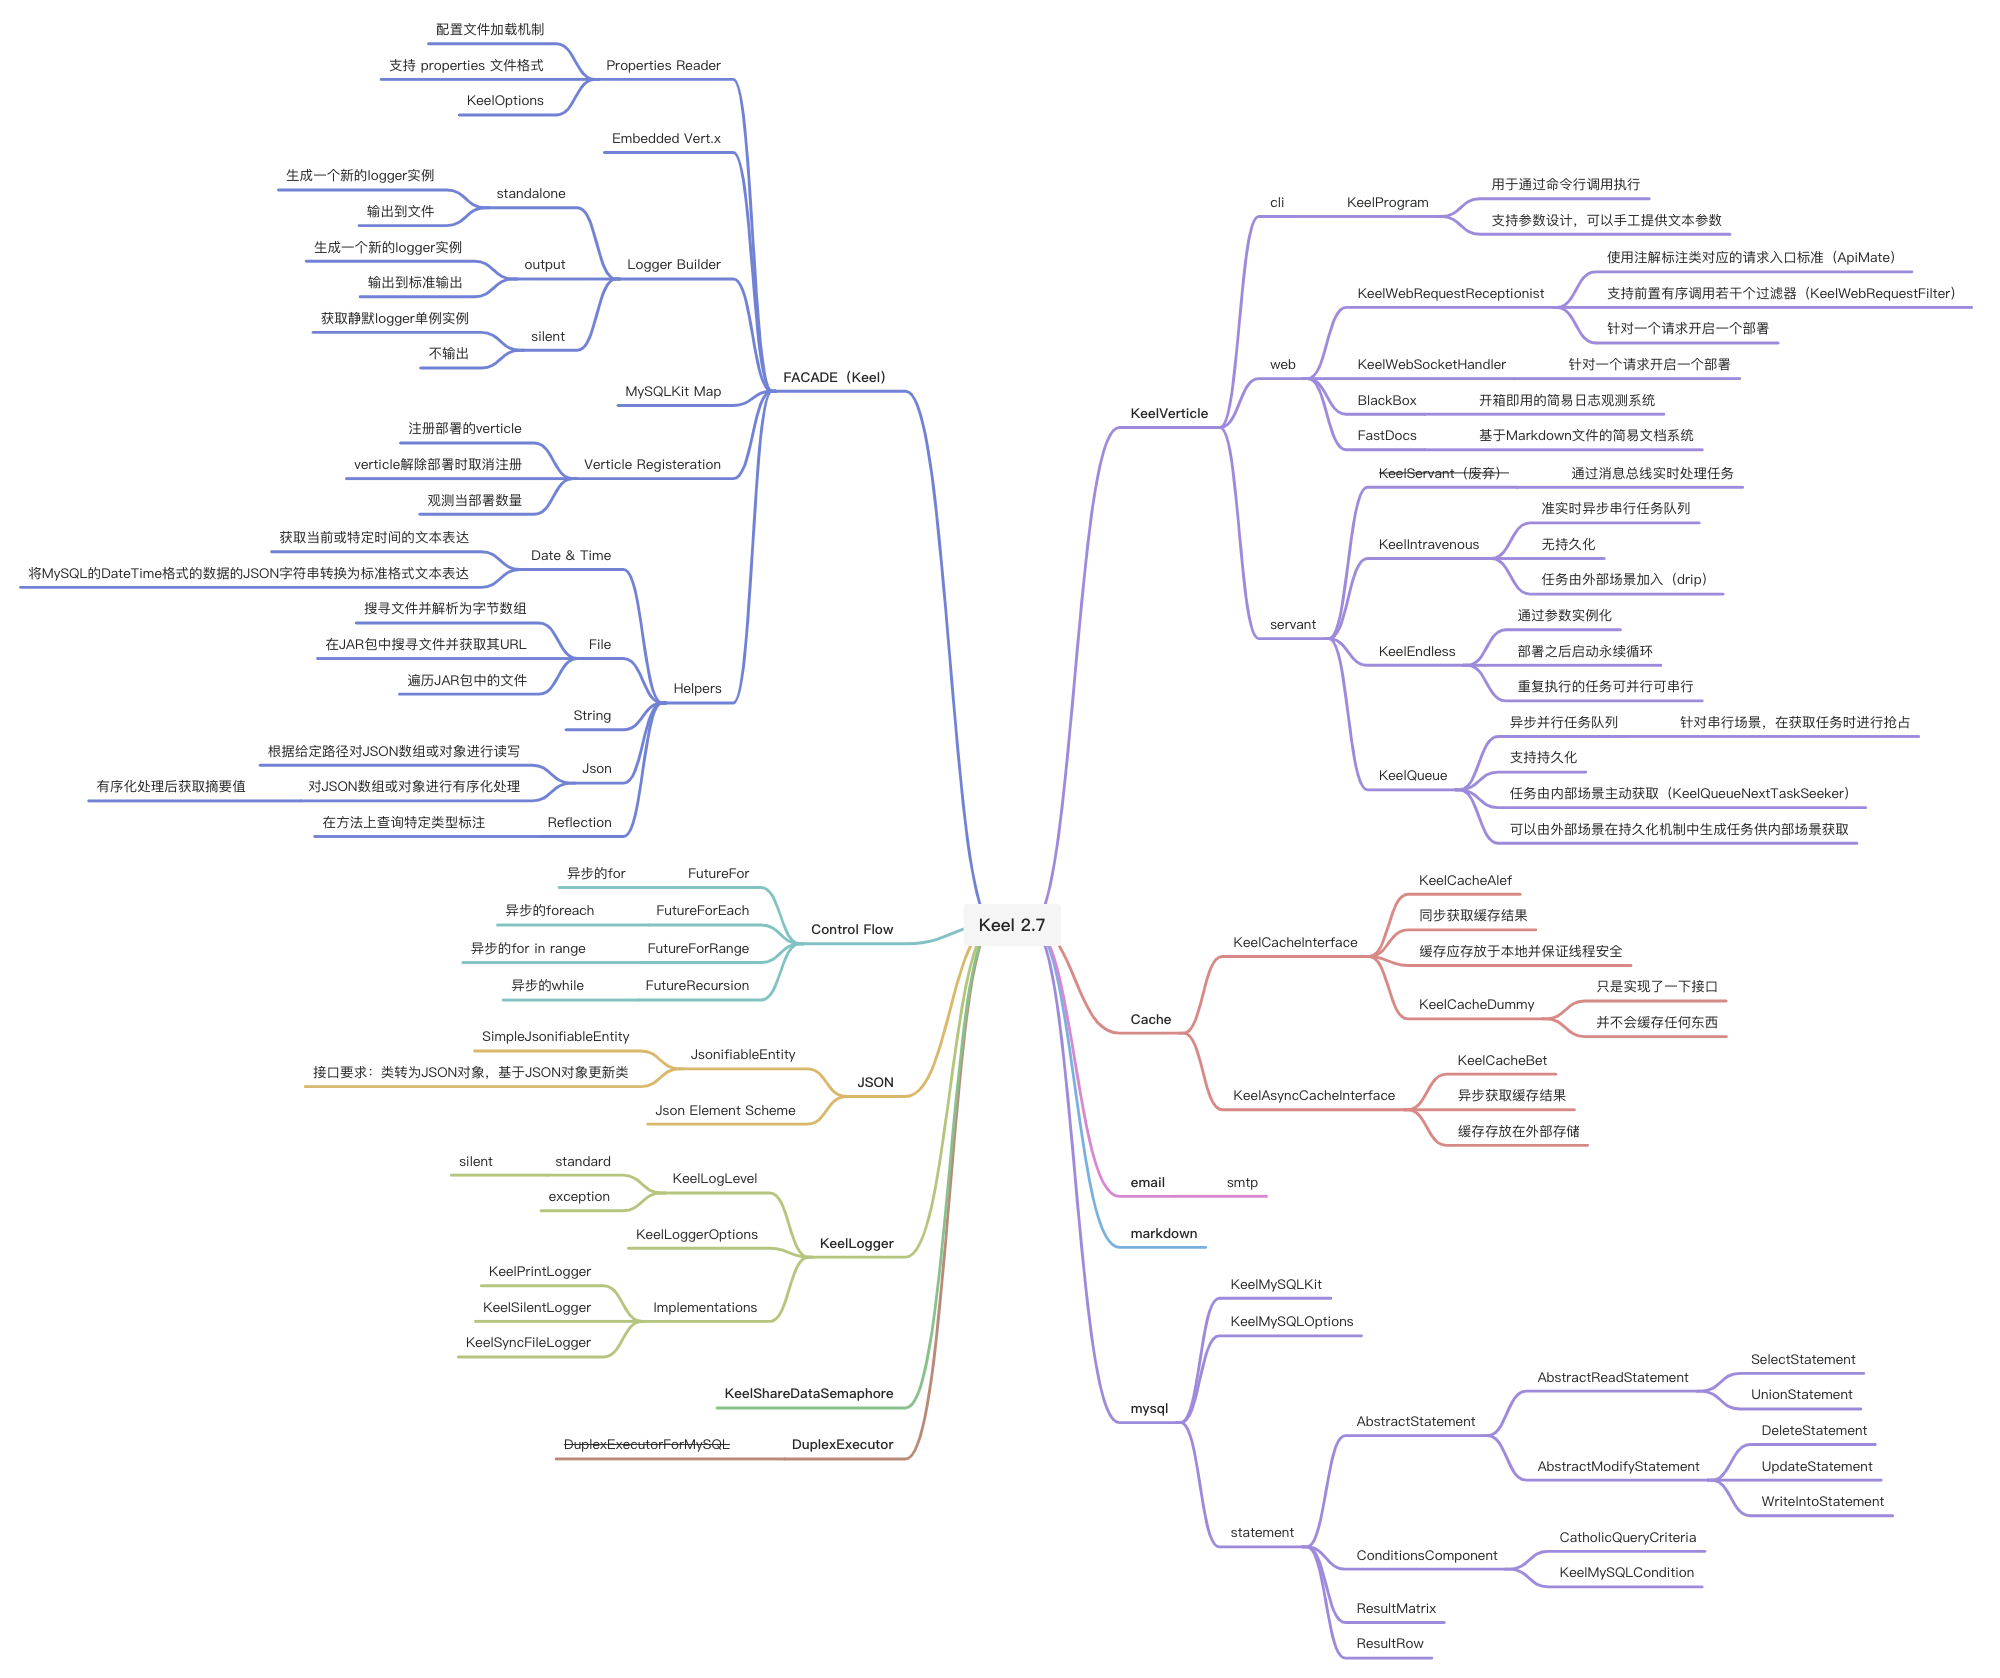 Keel 2.7
FACADE（Keel）
Properties Reader
配置文件加载机制
支持 properties 文件格式
KeelOptions
Embedded Vert.x
Logger Builder
standalone
生成一个新的logger实例
输出到文件
output
生成一个新的logger实例
输出到标准输出
silent
获取静默logger单例实例
不输出
MySQLKit Map
Verticle Registeration
注册部署的verticle
verticle解除部署时取消注册
观测当部署数量
Helpers
Date & Time
获取当前或特定时间的文本表达
将MySQL的DateTime格式的数据的JSON字符串转换为标准格式文本表达
File
搜寻文件并解析为字节数组
在JAR包中搜寻文件并获取其URL
遍历JAR包中的文件
String
Json
根据给定路径对JSON数组或对象进行读写
对JSON数组或对象进行有序化处理
有序化处理后获取摘要值
Reflection
在方法上查询特定类型标注
Control Flow
FutureFor
异步的for
FutureForEach
异步的foreach
FutureForRange
异步的for in range
FutureRecursion
异步的while
JSON
JsonifiableEntity
SimpleJsonifiableEntity
接口要求：类转为JSON对象，基于JSON对象更新类
Json Element Scheme
KeelLogger
KeelLogLevel
standard
silent
exception
KeelLoggerOptions
Implementations
KeelPrintLogger
KeelSilentLogger
KeelSyncFileLogger
KeelShareDataSemaphore
DuplexExecutor
DuplexExecutorForMySQL
KeelVerticle
cli
KeelProgram
用于通过命令行调用执行
支持参数设计，可以手工提供文本参数
web
KeelWebRequestReceptionist
使用注解标注类对应的请求入口标准（ApiMate）
支持前置有序调用若干个过滤器（KeelWebRequestFilter）
针对一个请求开启一个部署
KeelWebSocketHandler
针对一个请求开启一个部署
BlackBox
开箱即用的简易日志观测系统
FastDocs
基于Markdown文件的简易文档系统
servant
KeelServant（废弃）
通过消息总线实时处理任务
KeelIntravenous
准实时异步串行任务队列
无持久化
任务由外部场景加入（drip）
KeelEndless
通过参数实例化
部署之后启动永续循环
重复执行的任务可并行可串行
KeelQueue
异步并行任务队列
针对串行场景，在获取任务时进行抢占
支持持久化
任务由内部场景主动获取（KeelQueueNextTaskSeeker）
可以由外部场景在持久化机制中生成任务供内部场景获取
Cache
KeelCacheInterface
KeelCacheAlef
同步获取缓存结果
缓存应存放于本地并保证线程安全
KeelCacheDummy
只是实现了一下接口
并不会缓存任何东西
KeelAsyncCacheInterface
KeelCacheBet
异步获取缓存结果
缓存存放在外部存储
email
smtp
markdown
mysql
KeelMySQLKit
KeelMySQLOptions
statement
AbstractStatement
AbstractReadStatement
SelectStatement
UnionStatement
AbstractModifyStatement
DeleteStatement
UpdateStatement
WriteIntoStatement
ConditionsComponent
CatholicQueryCriteria
KeelMySQLCondition
ResultMatrix
ResultRow